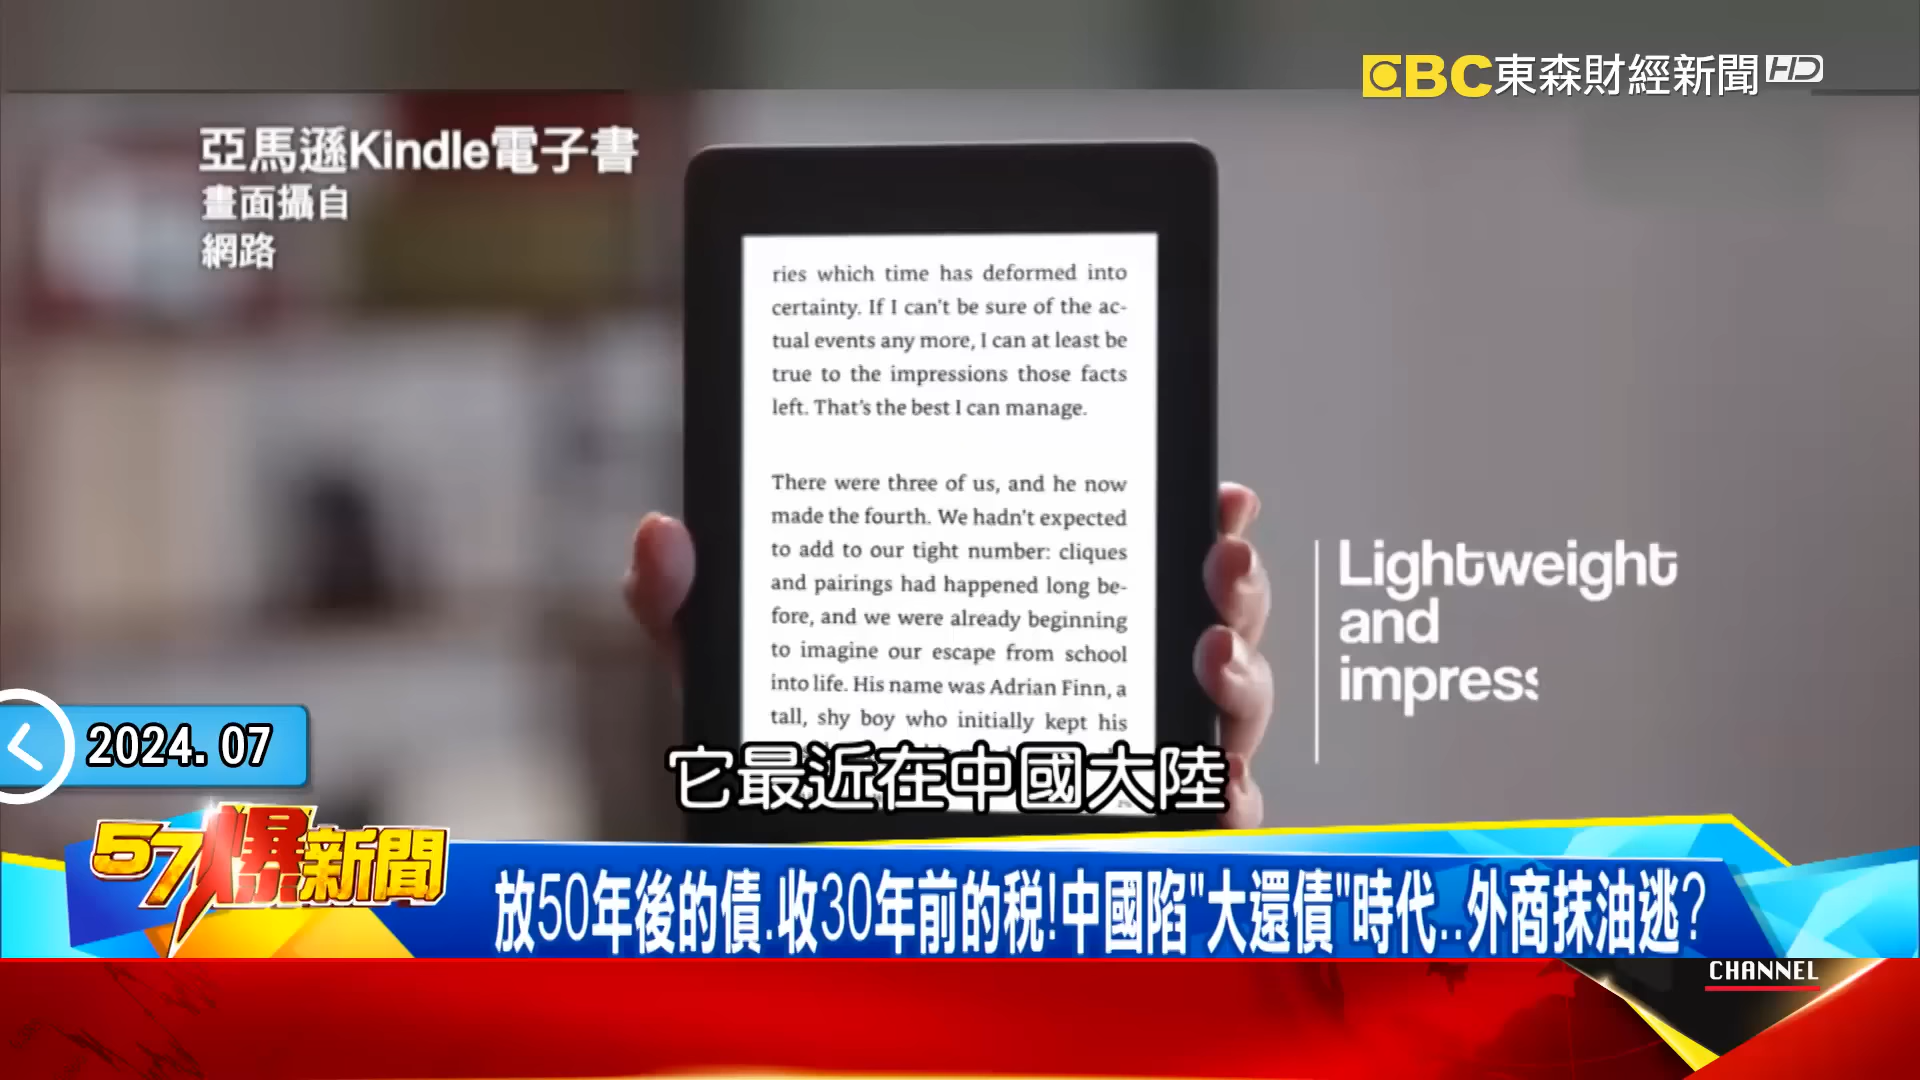 EBC東森財經新聞HD
亞馬遜Kindle電子書
畫面攝自
網路
ries which time has deformed into
certainty. If I can't be sure of the ac-
tual events any more, I can at least be
true to the impressions those facts
left. That's the best I can manage.
There were three of us, and he now
made the fourth. We hadn't expected
to add to our tight number: cliques
and pairings had happened long be-
fore, and we were already beginning
to imagine our escape from school
into life. His name was Adrian Finn, a
tall, shy boy who initially kept his
Lightweight
and
impress
2024.07
它最近在中國大陸
57爆新聞
放50年後的債.收30年前的稅!中國陷"大還債"時代..外商抹油逃?
CHANNEL